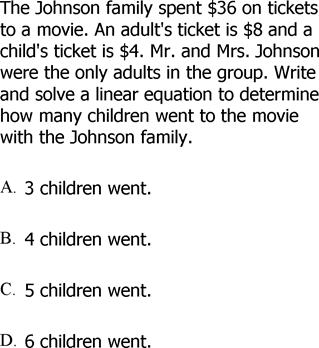 The Johnson family spent $36 on tickets
to a movie. An adult's ticket is $8 and a
child's ticket is $4. Mr. and Mrs. Johnson
were the only adults in the group. Write
and solve a linear equation to determine
how many children went to the movie
with the Johnson family.
A. 3 children went.
B. 4 children went.
C. 5 children went.
D. 6 children went.